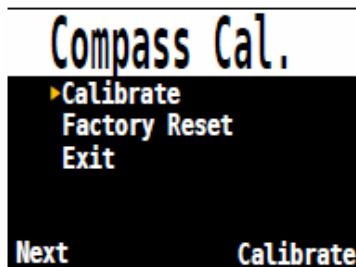 Compass Cal.
Calibrate
Factory Reset
Exit
Next Calibrate